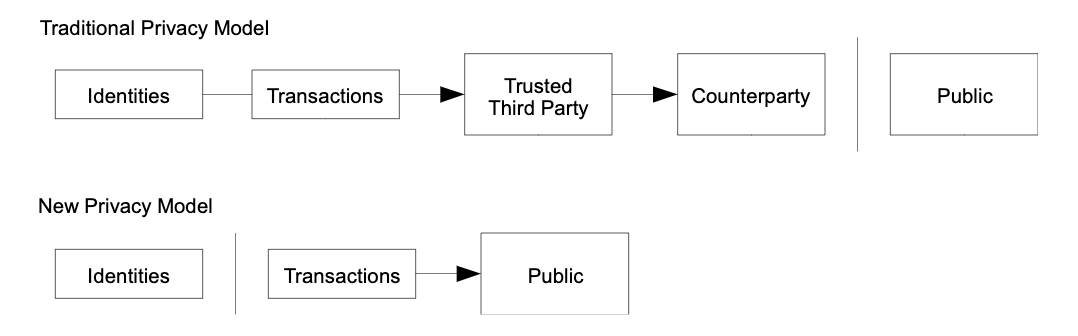 Traditional Privacy Model
Identities
Transactions
Trusted
Third Party
Counterparty
Public
New Privacy Model
Identities
Transactions
Public